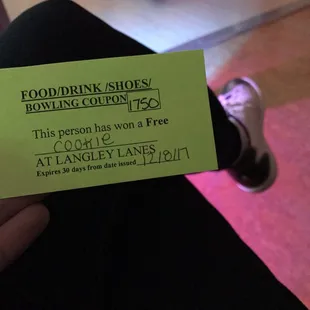 FOOD/DRINK /SHOES/
BOWLING COUPON 1750
This person has won a Free
cookie
AT LANGLEY LANES
Expires 30 days from date issued 12/8/17